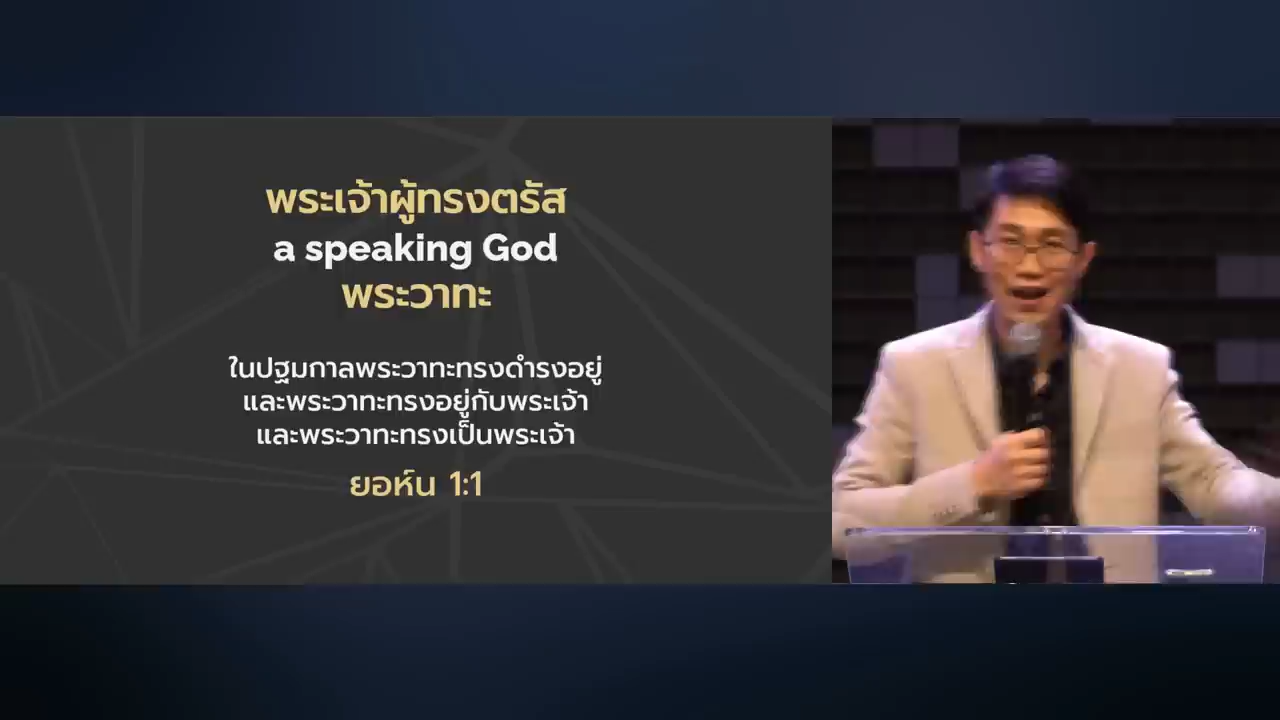 พระเจ้าผู้ทรงตรัส
a speaking God
พระวาทะ
ในปฐมกาลพระวาทะทรงดำรงอยู่
และพระวาทะทรงอยู่กับพระเจ้า
และพระวาทะทรงเป็นพระเจ้า
ยอห์น 1:1